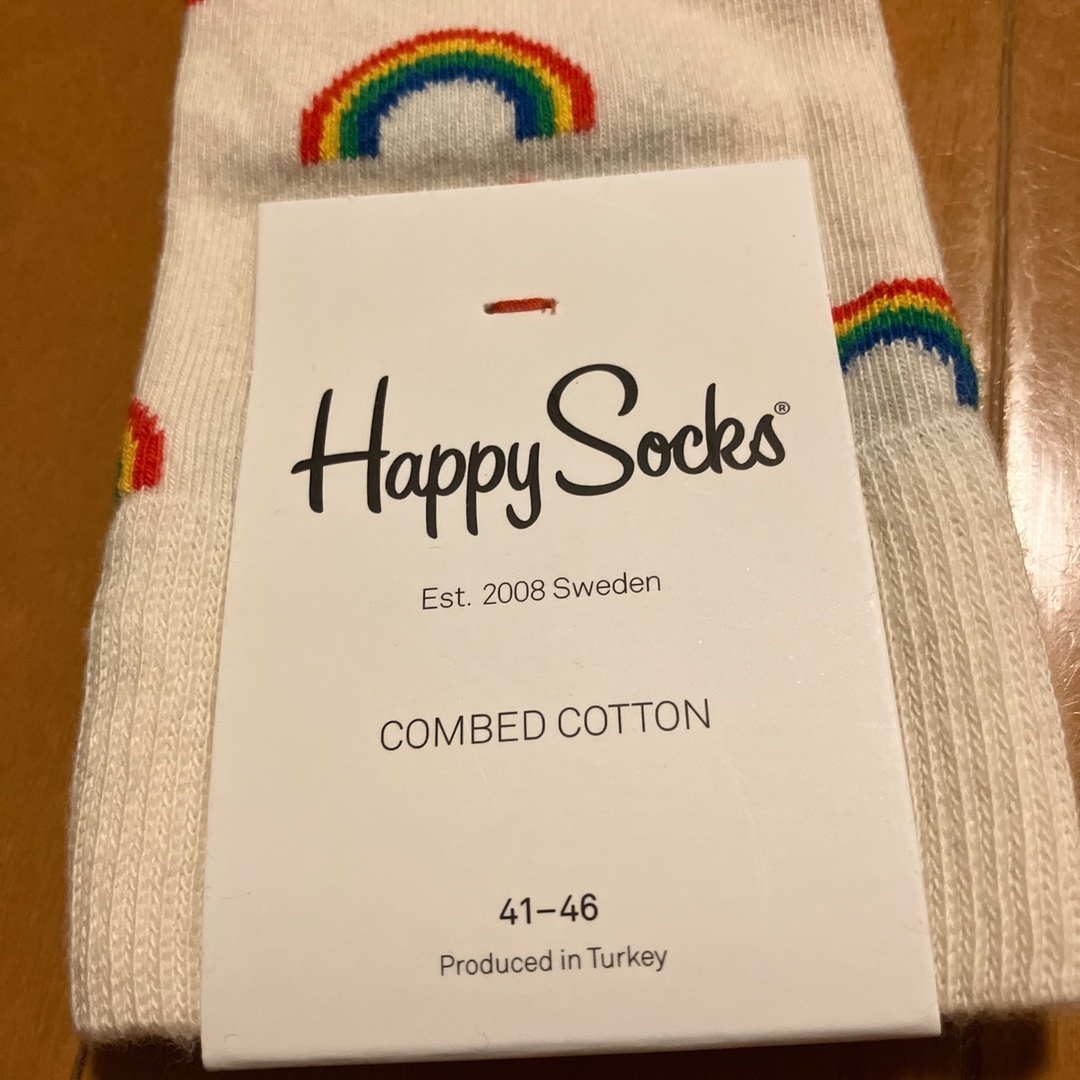 Happy Socks®
Est. 2008 Sweden
COMBED COTTON
41–46
Produced in Turkey